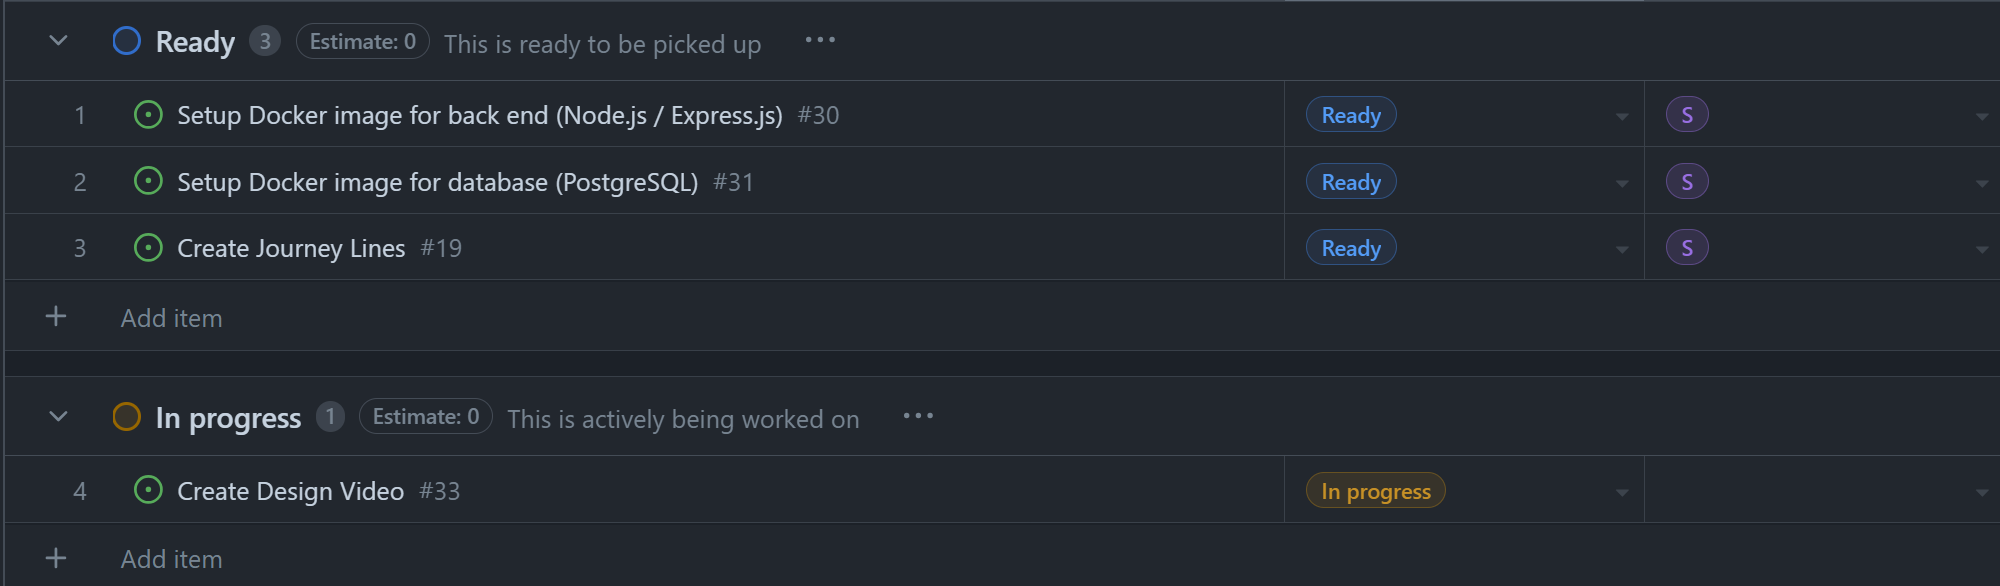 Ready 3 Estimate: 0 This is ready to be picked up ...
1 Setup Docker image for back end (Node.js / Express.js) #30 Ready S
2 Setup Docker image for database (PostgreSQL) #31 Ready S
3 Create Journey Lines #19 Ready S
+ Add item
In progress 1 Estimate: 0 This is actively being worked on ...
4 Create Design Video #33 In progress
+ Add item